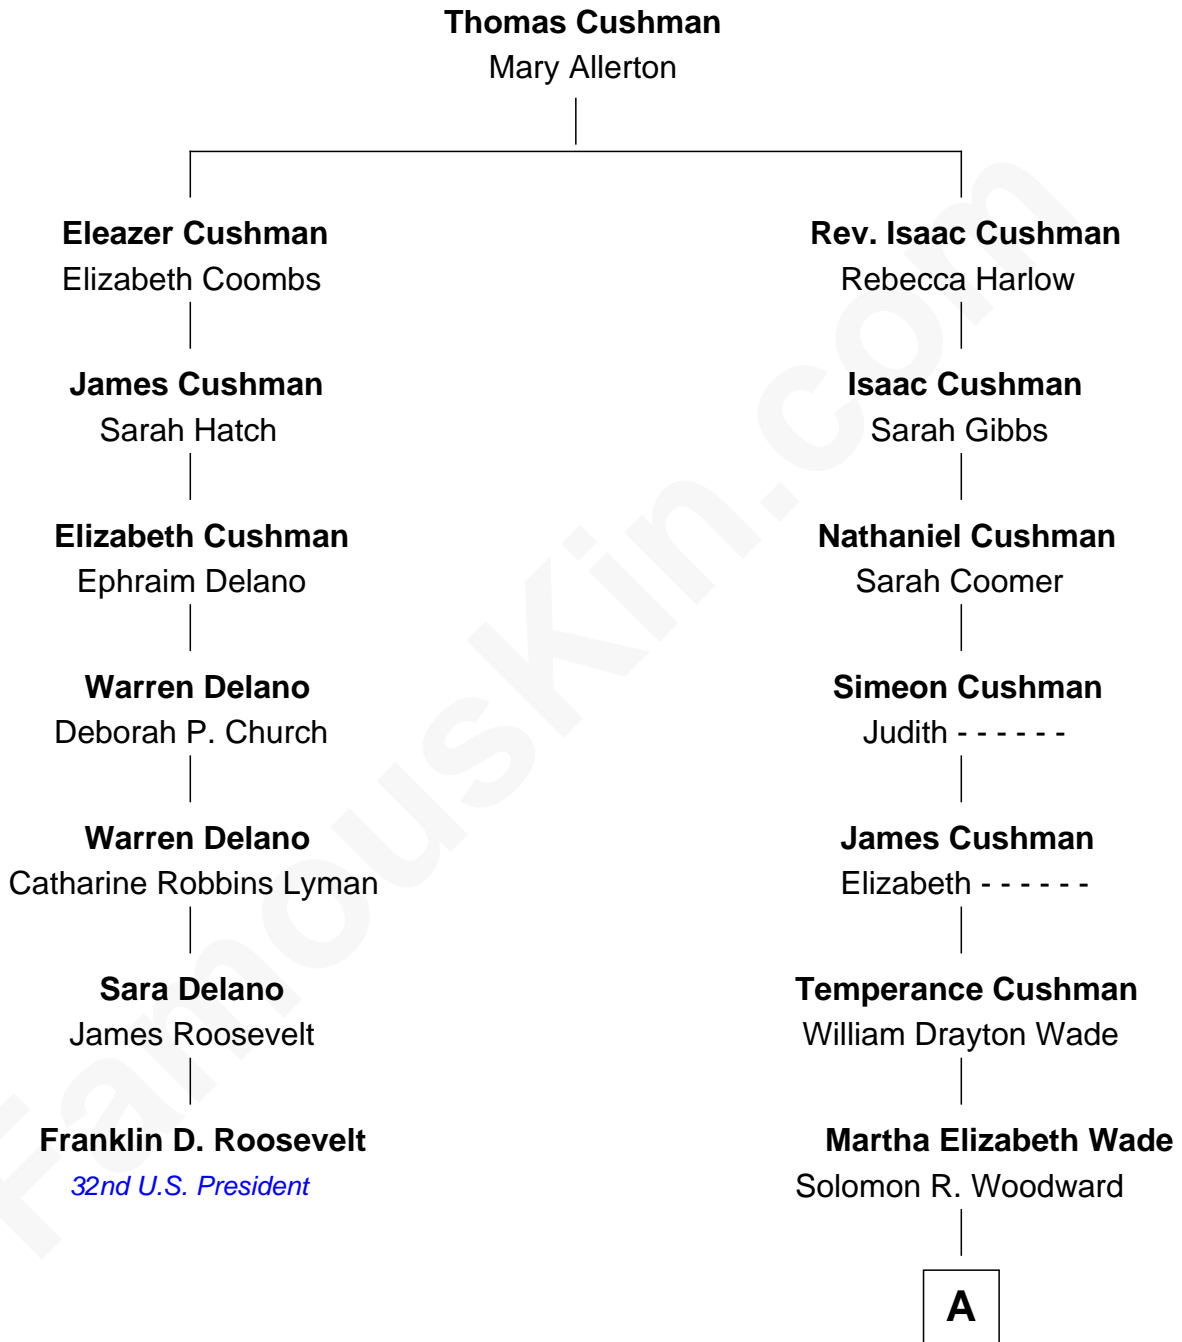 Thomas Cushman
Mary Allerton
Eleazer Cushman
Elizabeth Coombs
James Cushman
Sarah Hatch
Elizabeth Cushman
Ephraim Delano
Warren Delano
Deborah P. Church
Warren Delano
Catharine Robbins Lyman
Sara Delano
James Roosevelt
Franklin D. Roosevelt
32nd U.S. President
Rev. Isaac Cushman
Rebecca Harlow
Isaac Cushman
Sarah Gibbs
Nathaniel Cushman
Sarah Coomer
Simeon Cushman
Judith - - - - - -
James Cushman
Elizabeth - - - - - -
Temperance Cushman
William Drayton Wade
Martha Elizabeth Wade
Solomon R. Woodward
A
FamousKin.com